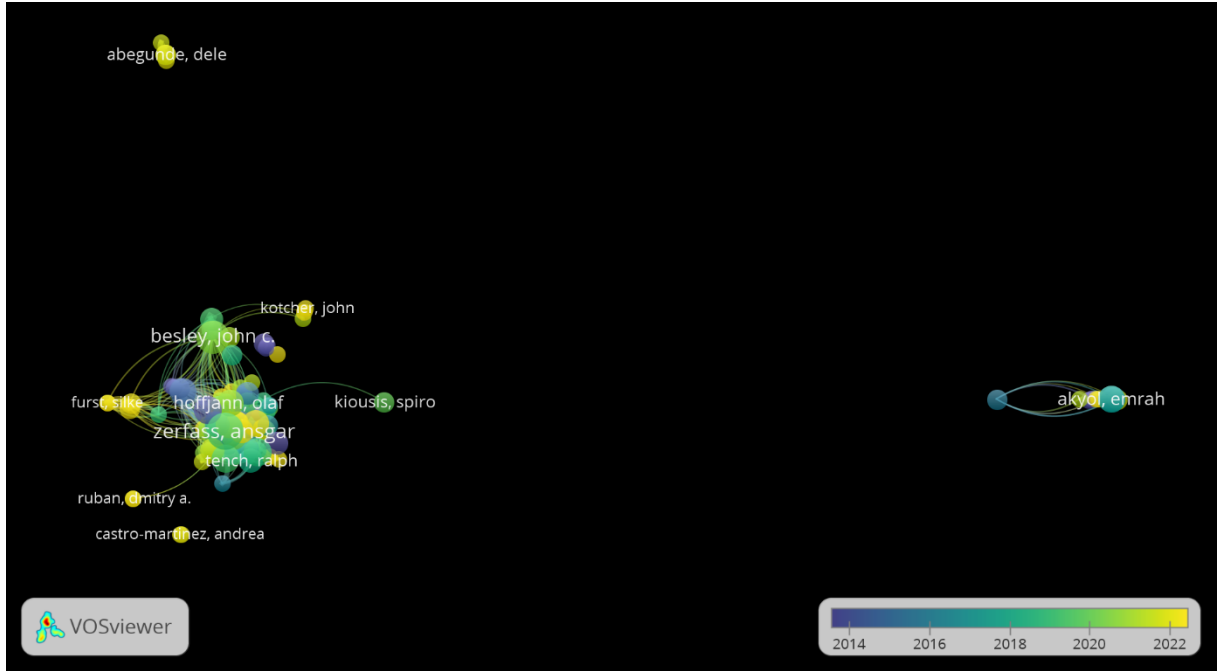 abegunde, dele
kotcher, john
besley, john c.
furst, silke
hoffjann, olaf
kiousis, spiro
akyol, emrah
zerfass, ansgar
tench, ralph
ruban, dmitry a.
castro-martinez, andrea
VOSviewer
2014 2016 2018 2020 2022